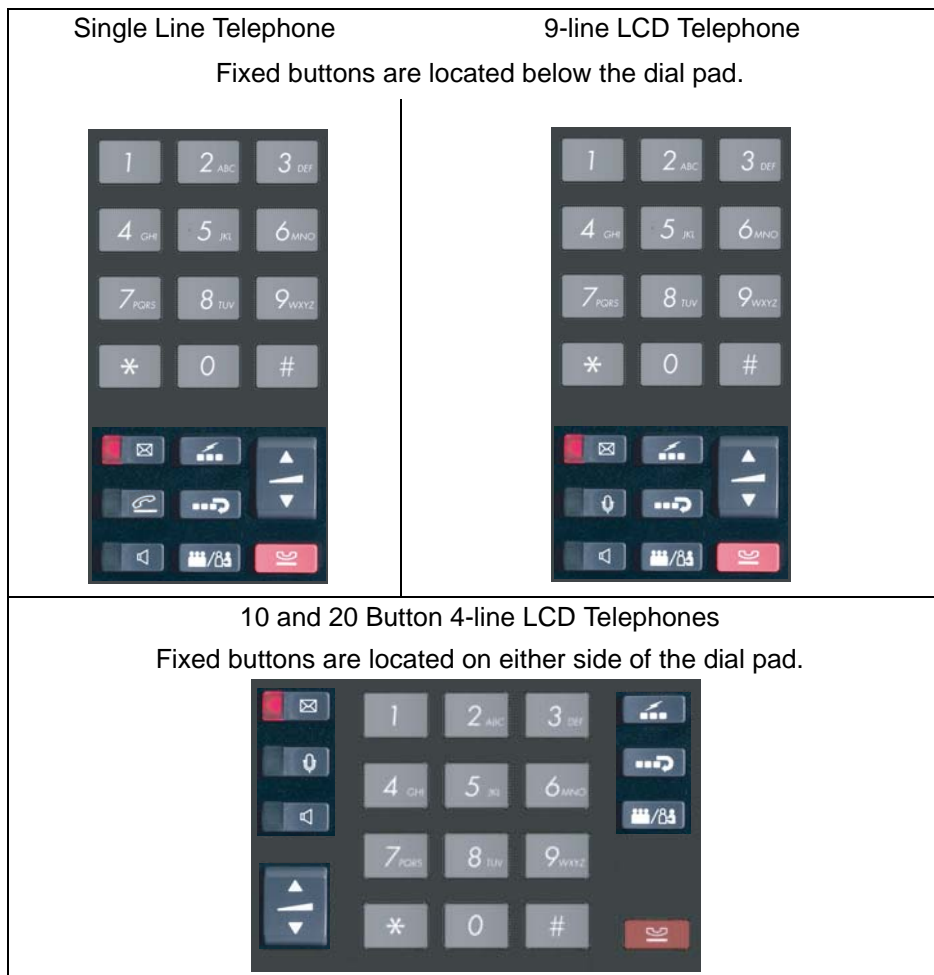 Single Line Telephone
9-line LCD Telephone
Fixed buttons are located below the dial pad.
1 2 ABC 3 DEF
4 GHI 5 JKL 6 MNO
7 PQRS 8 TUV 9 WXYZ
* 0 #
1 2 ABC 3 DEF
4 GHI 5 JKL 6 MNO
7 PQRS 8 TUV 9 WXYZ
* 0 #
10 and 20 Button 4-line LCD Telephones
Fixed buttons are located on either side of the dial pad.
1 2 ABC 3 DEF
4 GHI 5 JKL 6 MNO
7 PQRS 8 TUV 9 WXYZ
* 0 #